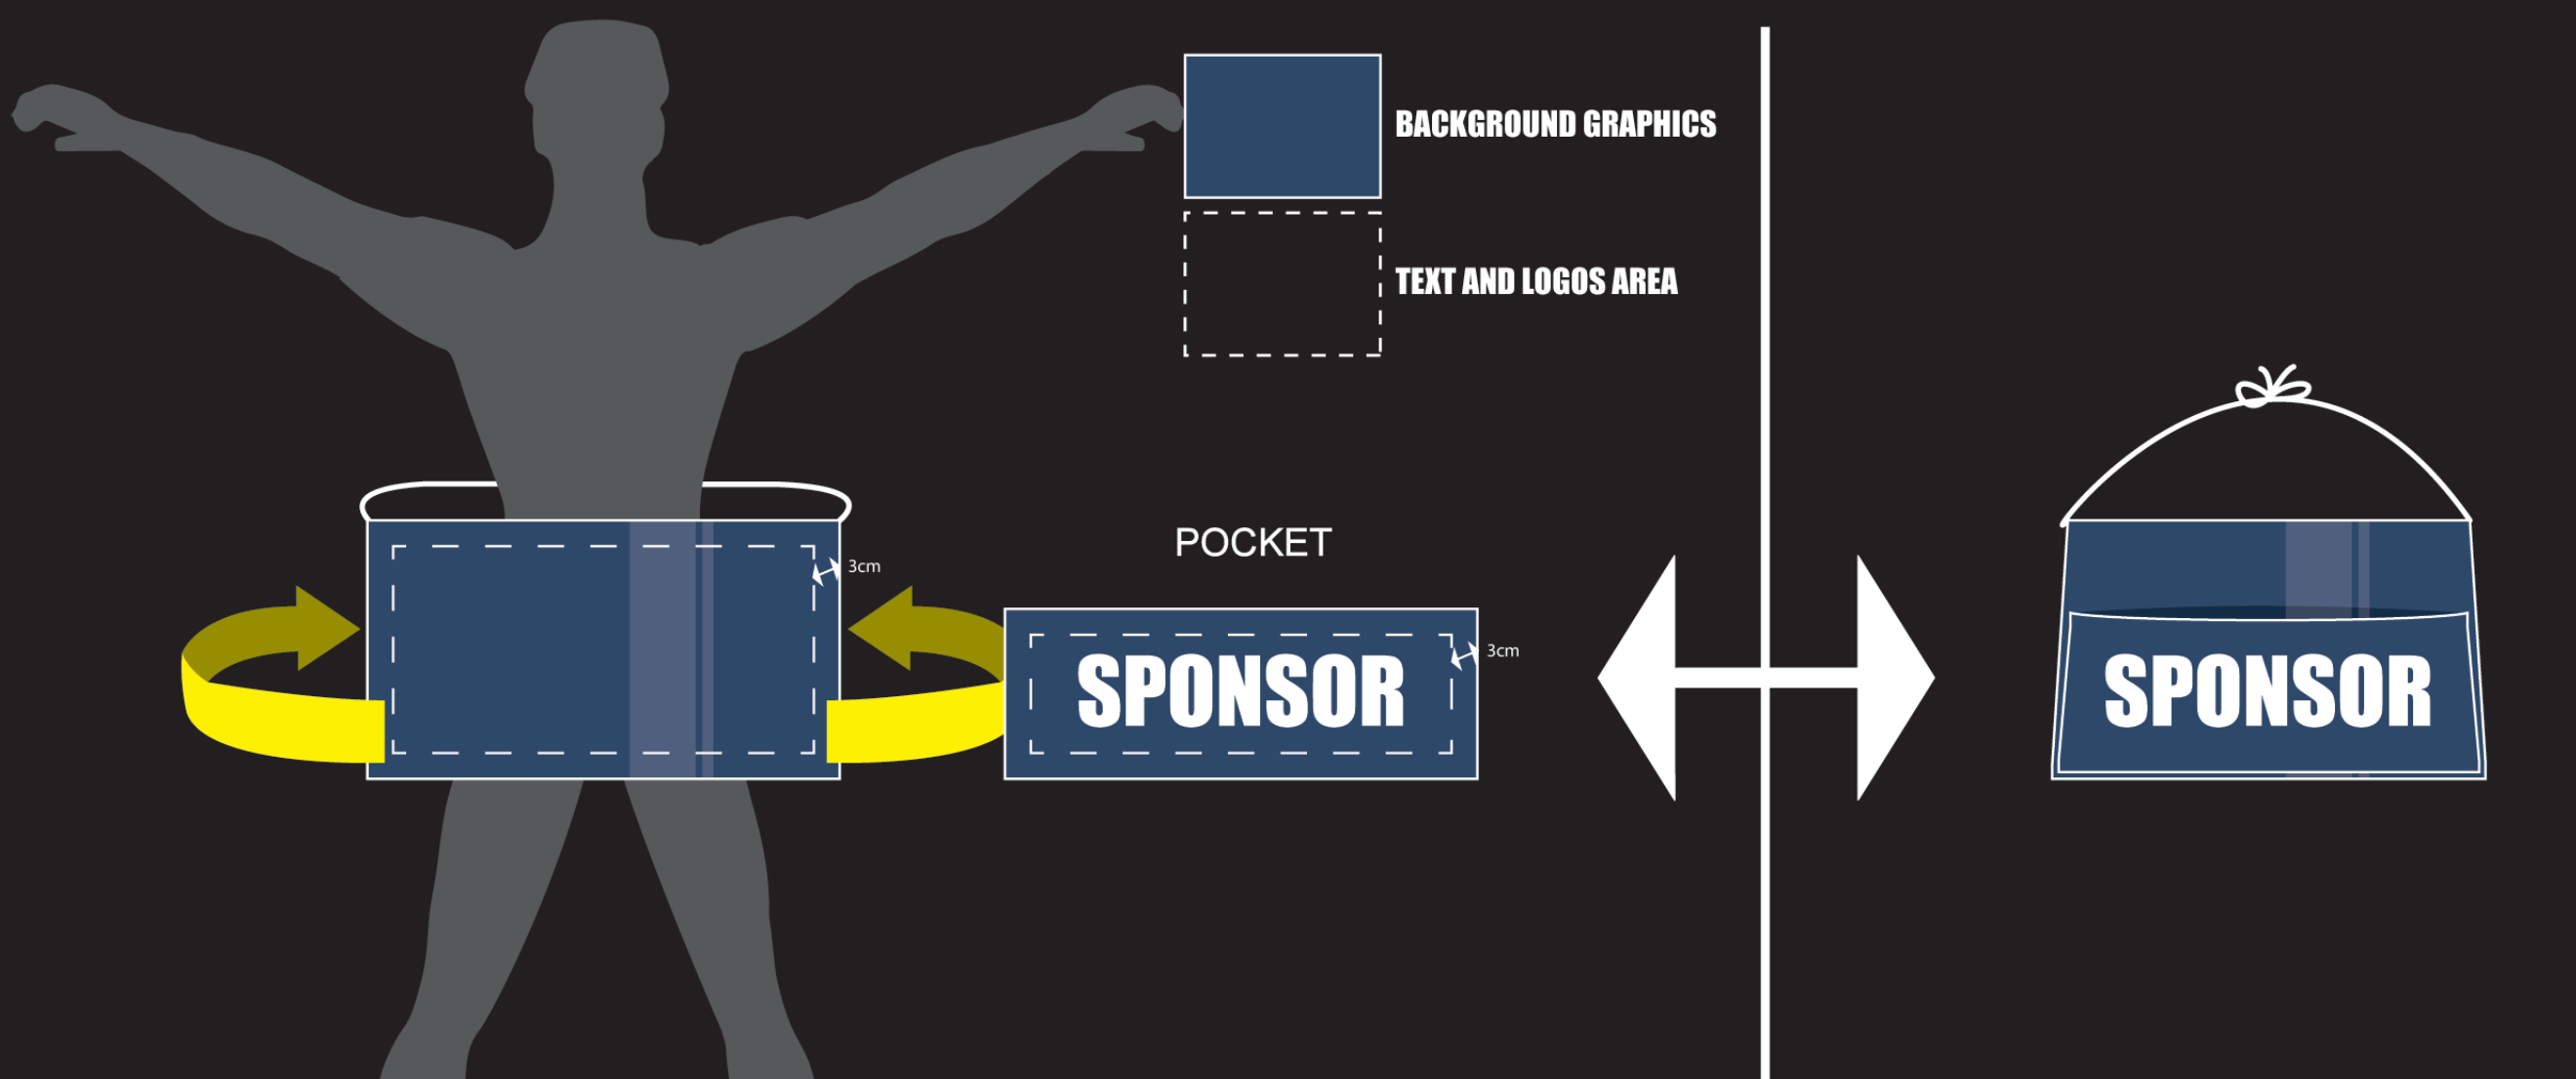 BACKGROUND GRAPHICS
TEXT AND LOGOS AREA
POCKET
3cm
3cm
SPONSOR
SPONSOR